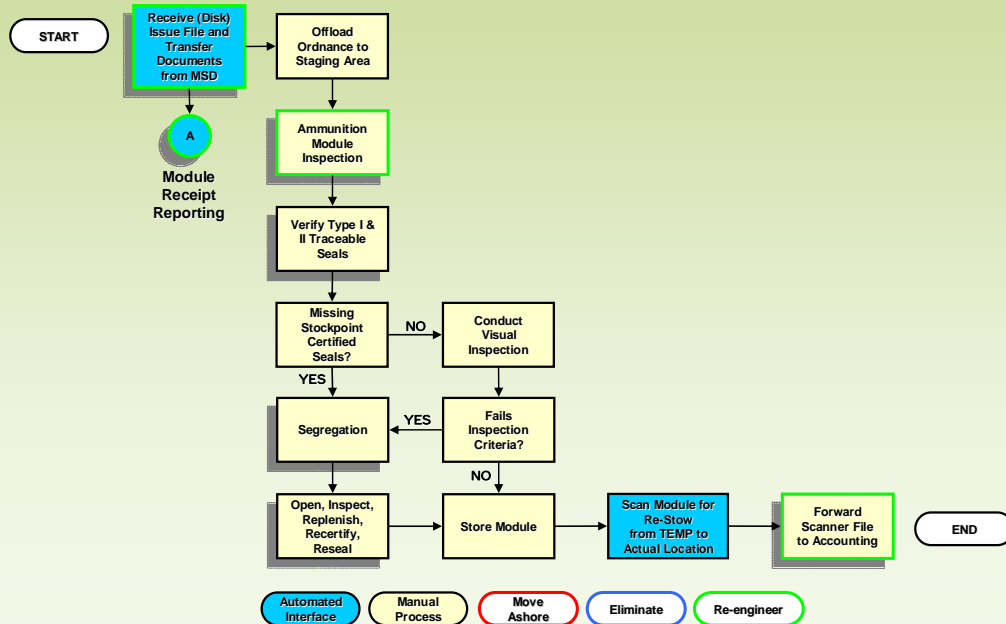 START
Receive (Disk)
Issue File and
Transfer
Documents
from MSD
Offload
Ordnance to
Staging Area
A
Module
Receipt
Reporting
Ammunition
Module
Inspection
Verify Type I &
II Traceable
Seals
Missing
Stockpoint
Certified
Seals?
NO
Conduct
Visual
Inspection
YES
Segregation
YES
Fails
Inspection
Criteria?
NO
Open, Inspect,
Replenish,
Recertify,
Reseal
Store Module
Scan Module for
Re-Stow
from TEMP to
Actual Location
Forward
Scanner File
to Accounting
END
Automated
Interface
Manual
Process
Move
Ashore
Eliminate
Re-engineer